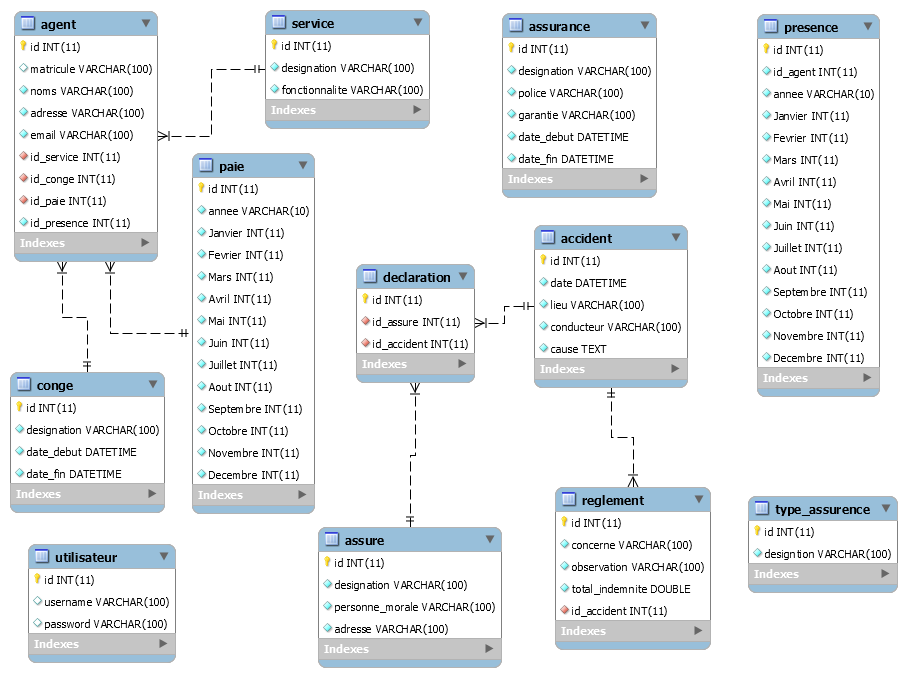 agent
id INT(11)
matricule VARCHAR(100)
noms VARCHAR(100)
adresse VARCHAR(100)
email VARCHAR(100)
id_service INT(11)
id_conge INT(11)
id_paie INT(11)
id_presence INT(11)
Indexes
service
id INT(11)
designation VARCHAR(100)
fonctionnalite VARCHAR(100)
Indexes
assurance
id INT(11)
designation VARCHAR(100)
police VARCHAR(100)
garantie VARCHAR(100)
date_debut DATETIME
date_fin DATETIME
Indexes
presence
id INT(11)
id_agent INT(11)
annee VARCHAR(10)
Janvier INT(11)
Fevrier INT(11)
Mars INT(11)
Avril INT(11)
Mai INT(11)
Juin INT(11)
Juillet INT(11)
Aout INT(11)
Septembre INT(11)
Octobre INT(11)
Novembre INT(11)
Decembre INT(11)
Indexes
paie
id INT(11)
annee VARCHAR(10)
Janvier INT(11)
Fevrier INT(11)
Mars INT(11)
Avril INT(11)
Mai INT(11)
Juin INT(11)
Juillet INT(11)
Aout INT(11)
Septembre INT(11)
Octobre INT(11)
Novembre INT(11)
Decembre INT(11)
Indexes
declaration
id INT(11)
id_assure INT(11)
id_accident INT(11)
Indexes
accident
id INT(11)
date DATETIME
lieu VARCHAR(100)
conducteur VARCHAR(100)
cause TEXT
Indexes
conge
id INT(11)
designation VARCHAR(100)
date_debut DATETIME
date_fin DATETIME
Indexes
utilisateur
id INT(11)
username VARCHAR(100)
password VARCHAR(100)
Indexes
assure
id INT(11)
designation VARCHAR(100)
personne_morale VARCHAR(100)
adresse VARCHAR(100)
Indexes
reglement
id INT(11)
concerne VARCHAR(100)
observation VARCHAR(100)
total_indemnite DOUBLE
id_accident INT(11)
Indexes
type_assurence
id INT(11)
designtion VARCHAR(100)
Indexes